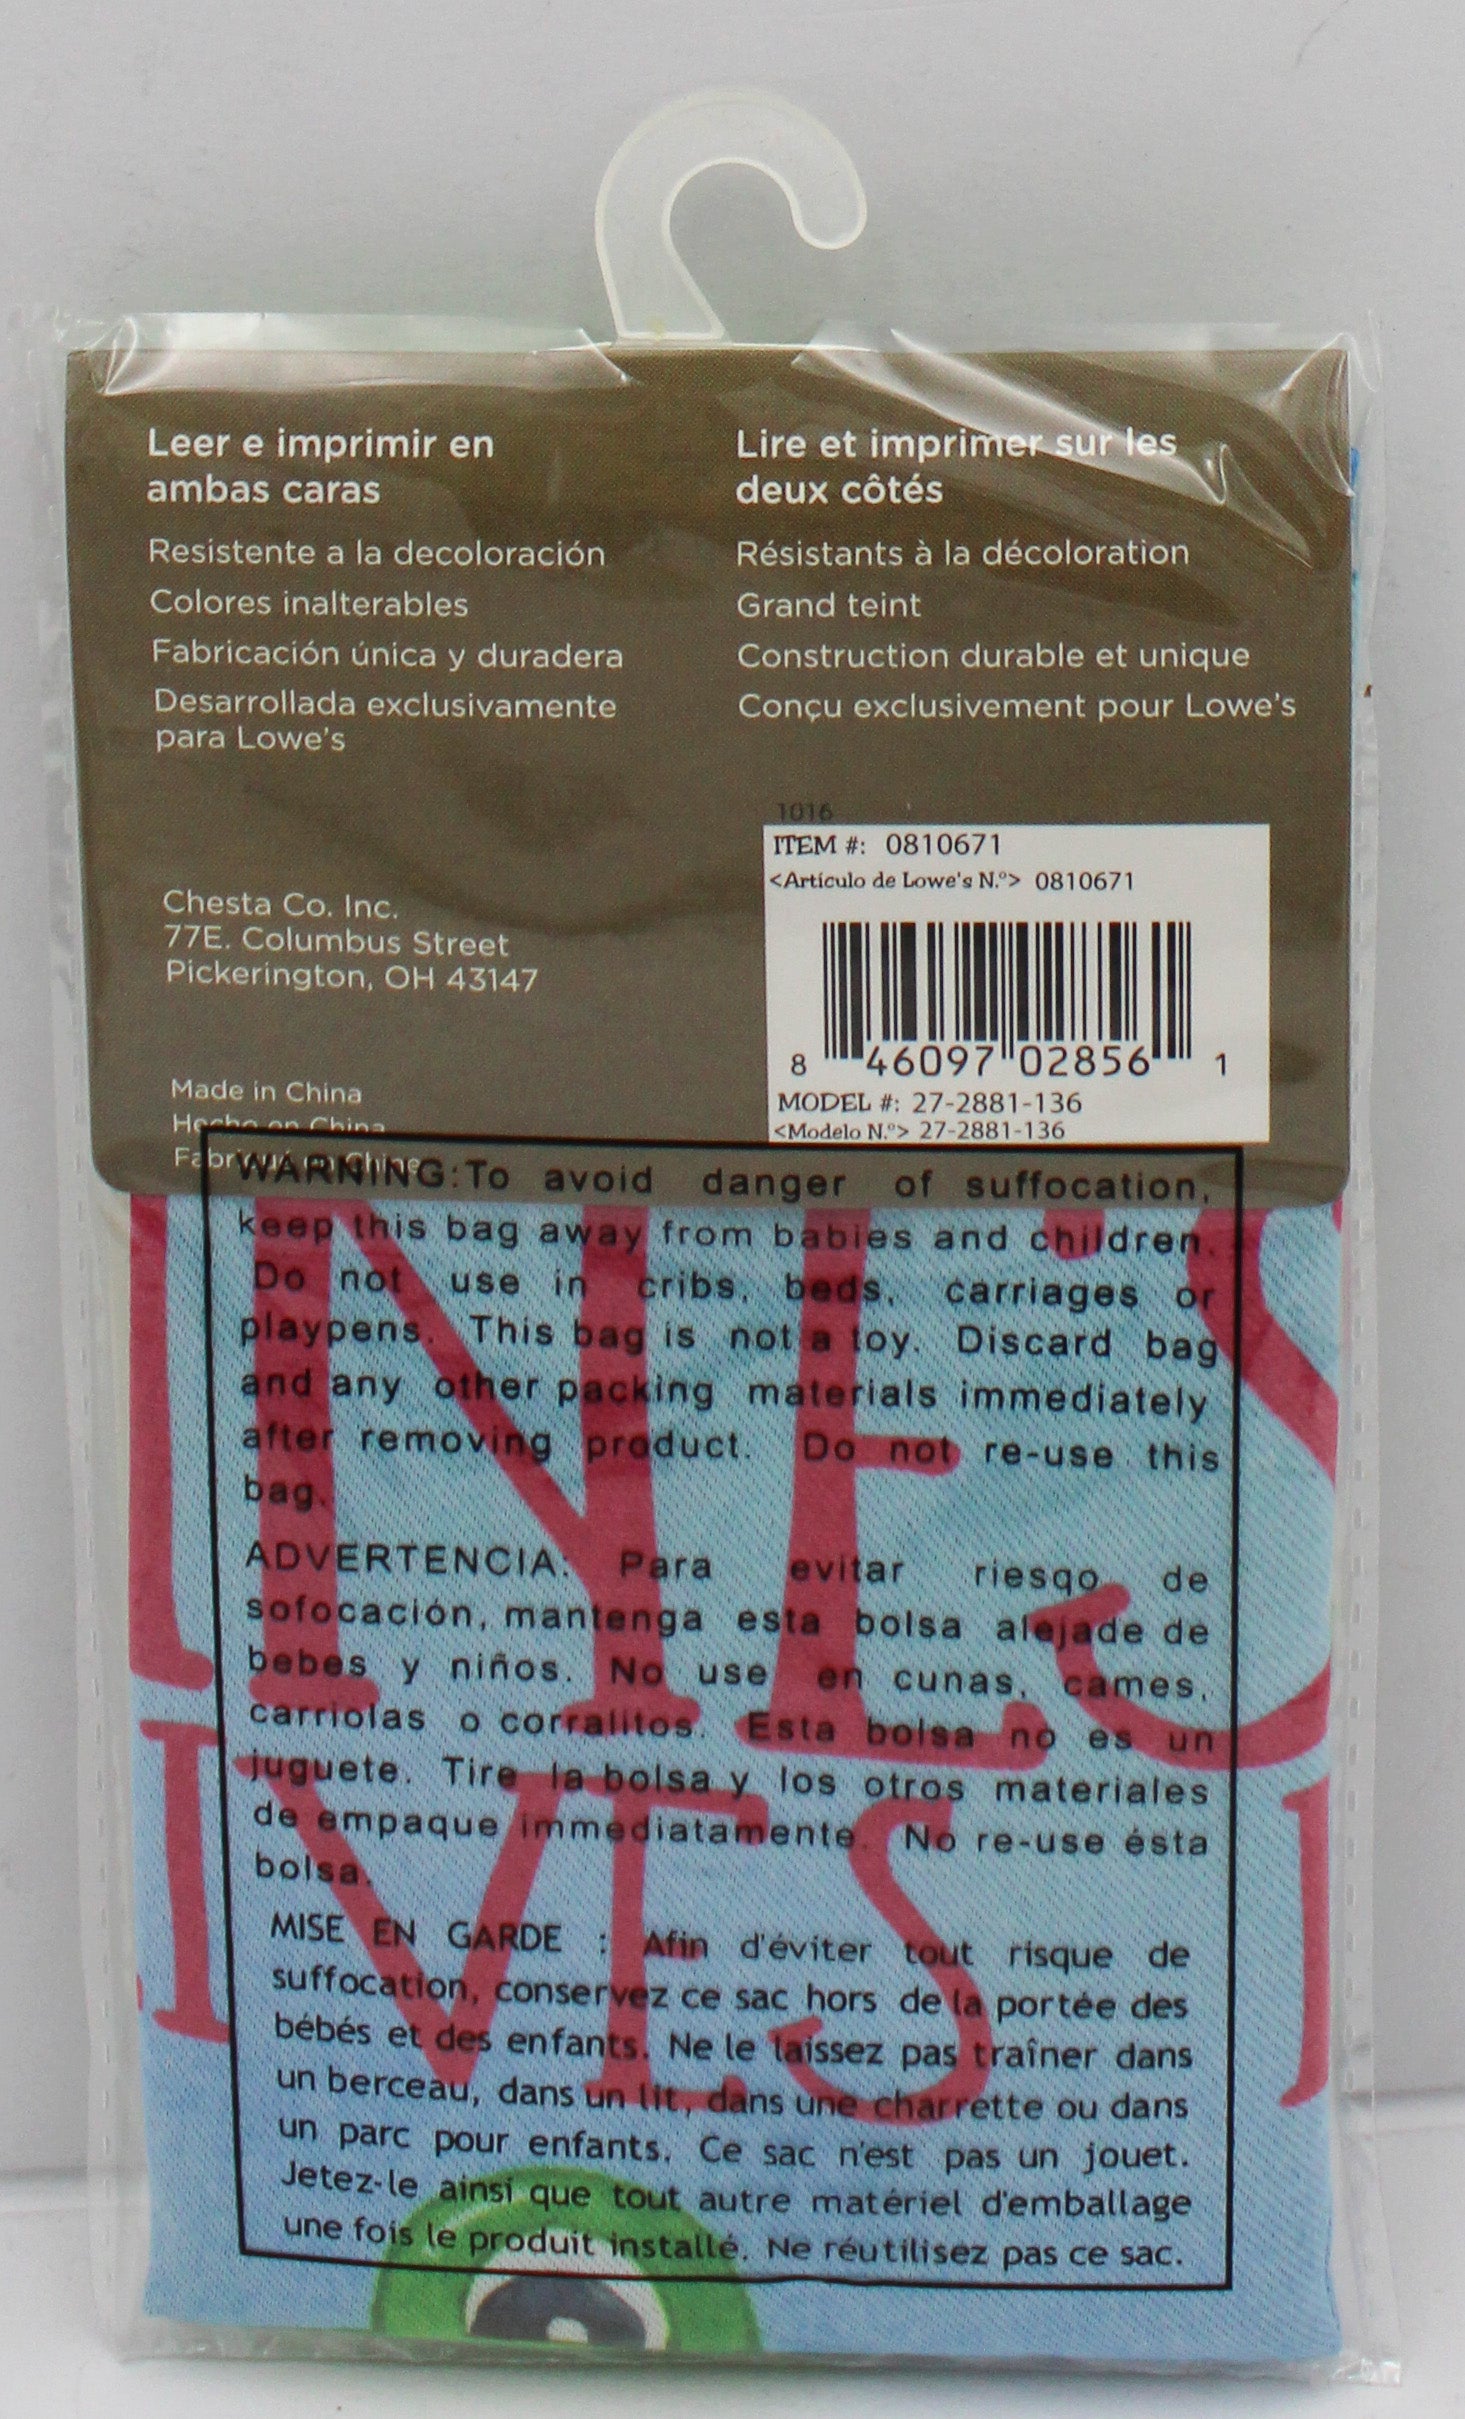 Leer e imprimir en
ambas caras
Resistente a la decoloración
Colores inalterables
Fabricación única y duradera
Desarrollada exclusivamente
para Lowe's
Lire et imprimer sur les
deux côtés
Résistants à la décoloration
Grand teint
Construction durable et unique
Conçu exclusivement pour Lowe's
1016
ITEM #: 0810671
<Artículo de Lowe's N.º> 0810671
8 46097 02856 1
MODEL #: 27-2881-136
<Modelo N.º> 27-2881-136
Chesta Co. Inc.
77E. Columbus Street
Pickerington, OH 43147
Made in China
Hecho en China
Fabriqué en Chine
WARNING:To avoid danger of suffocation,
keep this bag away from babies and children.
Do not use in cribs, beds, carriages or
playpens. This bag is not a toy. Discard bag
and any other packing materials immediately
after removing product. Do not re-use this
bag.
ADVERTENCIA: Para evitar riesqo de
sofocación, mantenga esta bolsa alejade de
bebes y niños. No use en cunas, cames,
carriolas o corralitos. Esta bolsa no es un
juguete. Tire la bolsa y los otros materiales
de empaque immediatamente. No re-use ésta
bolsa.
MISE EN GARDE : Afin d'éviter tout risque de
suffocation, conservez ce sac hors de la portée des
bébés et des enfants. Ne le laissez pas traîner dans
un berceau, dans un lit, dans une charrette ou dans
un parc pour enfants. Ce sac n'est pas un jouet.
Jetez-le ainsi que tout autre matériel d'emballage
une fois le produit installé. Ne réutilisez pas ce sac.
NES
IVES